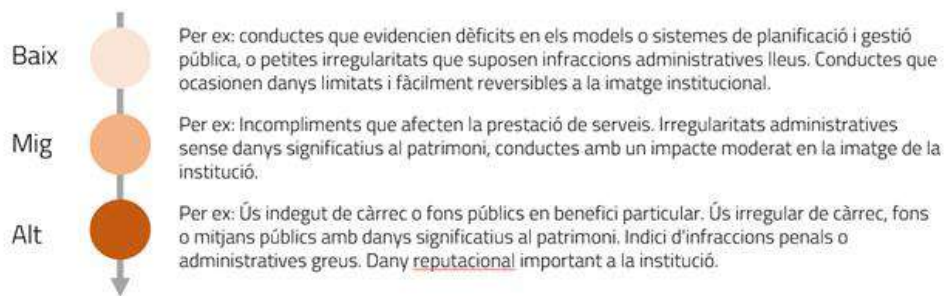 Baix
Per ex: conductes que evidencien dèficits en els models o sistemes de planificació i gestió
pública, o petites irregularitats que suposen infraccions administratives lleus. Conductes que
ocasionen danys limitats i fàcilment reversibles a la imatge institucional.
Mig
Per ex: Incompliments que afecten la prestació de serveis. Irregularitats administratives
sense danys significatius al patrimoni, conductes amb un impacte moderat en la imatge de la
institució.
Alt
Per ex: Ús indegut de càrrec o fons públics en benefici particular. Ús irregular de càrrec, fons
o mitjans públics amb danys significatius al patrimoni. Indici d'infraccions penals o
administratives greus. Dany reputacional important a la institució.